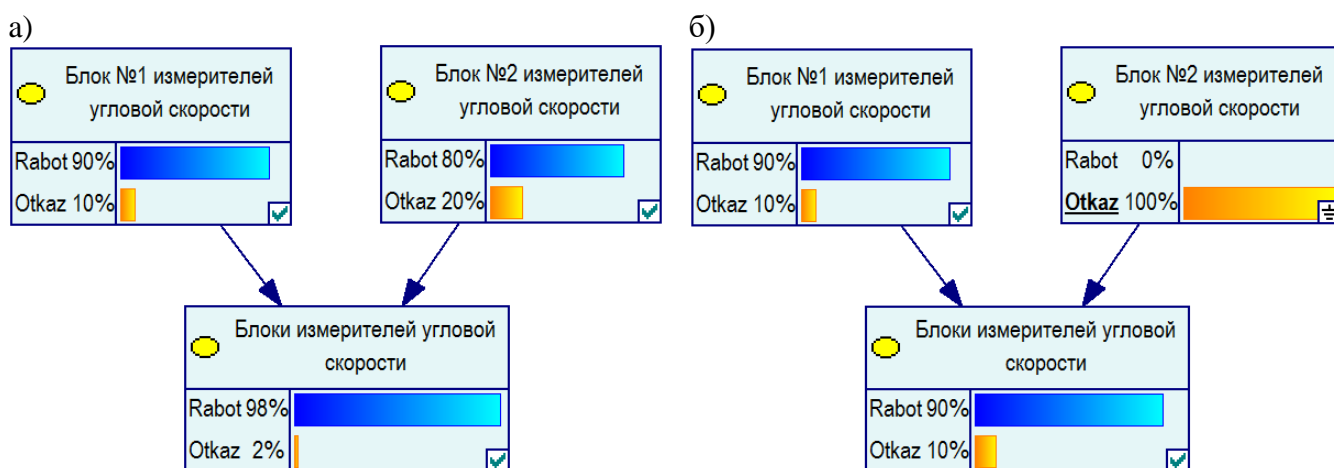 а)
Блок №1 измерителей
угловой скорости
Rabot 90%
Otkaz 10%
Блок №2 измерителей
угловой скорости
Rabot 80%
Otkaz 20%
Блоки измерителей угловой
скорости
Rabot 98%
Otkaz 2%
б)
Блок №1 измерителей
угловой скорости
Rabot 90%
Otkaz 10%
Блок №2 измерителей
угловой скорости
Rabot 0%
Otkaz 100%
Блоки измерителей угловой
скорости
Rabot 90%
Otkaz 10%